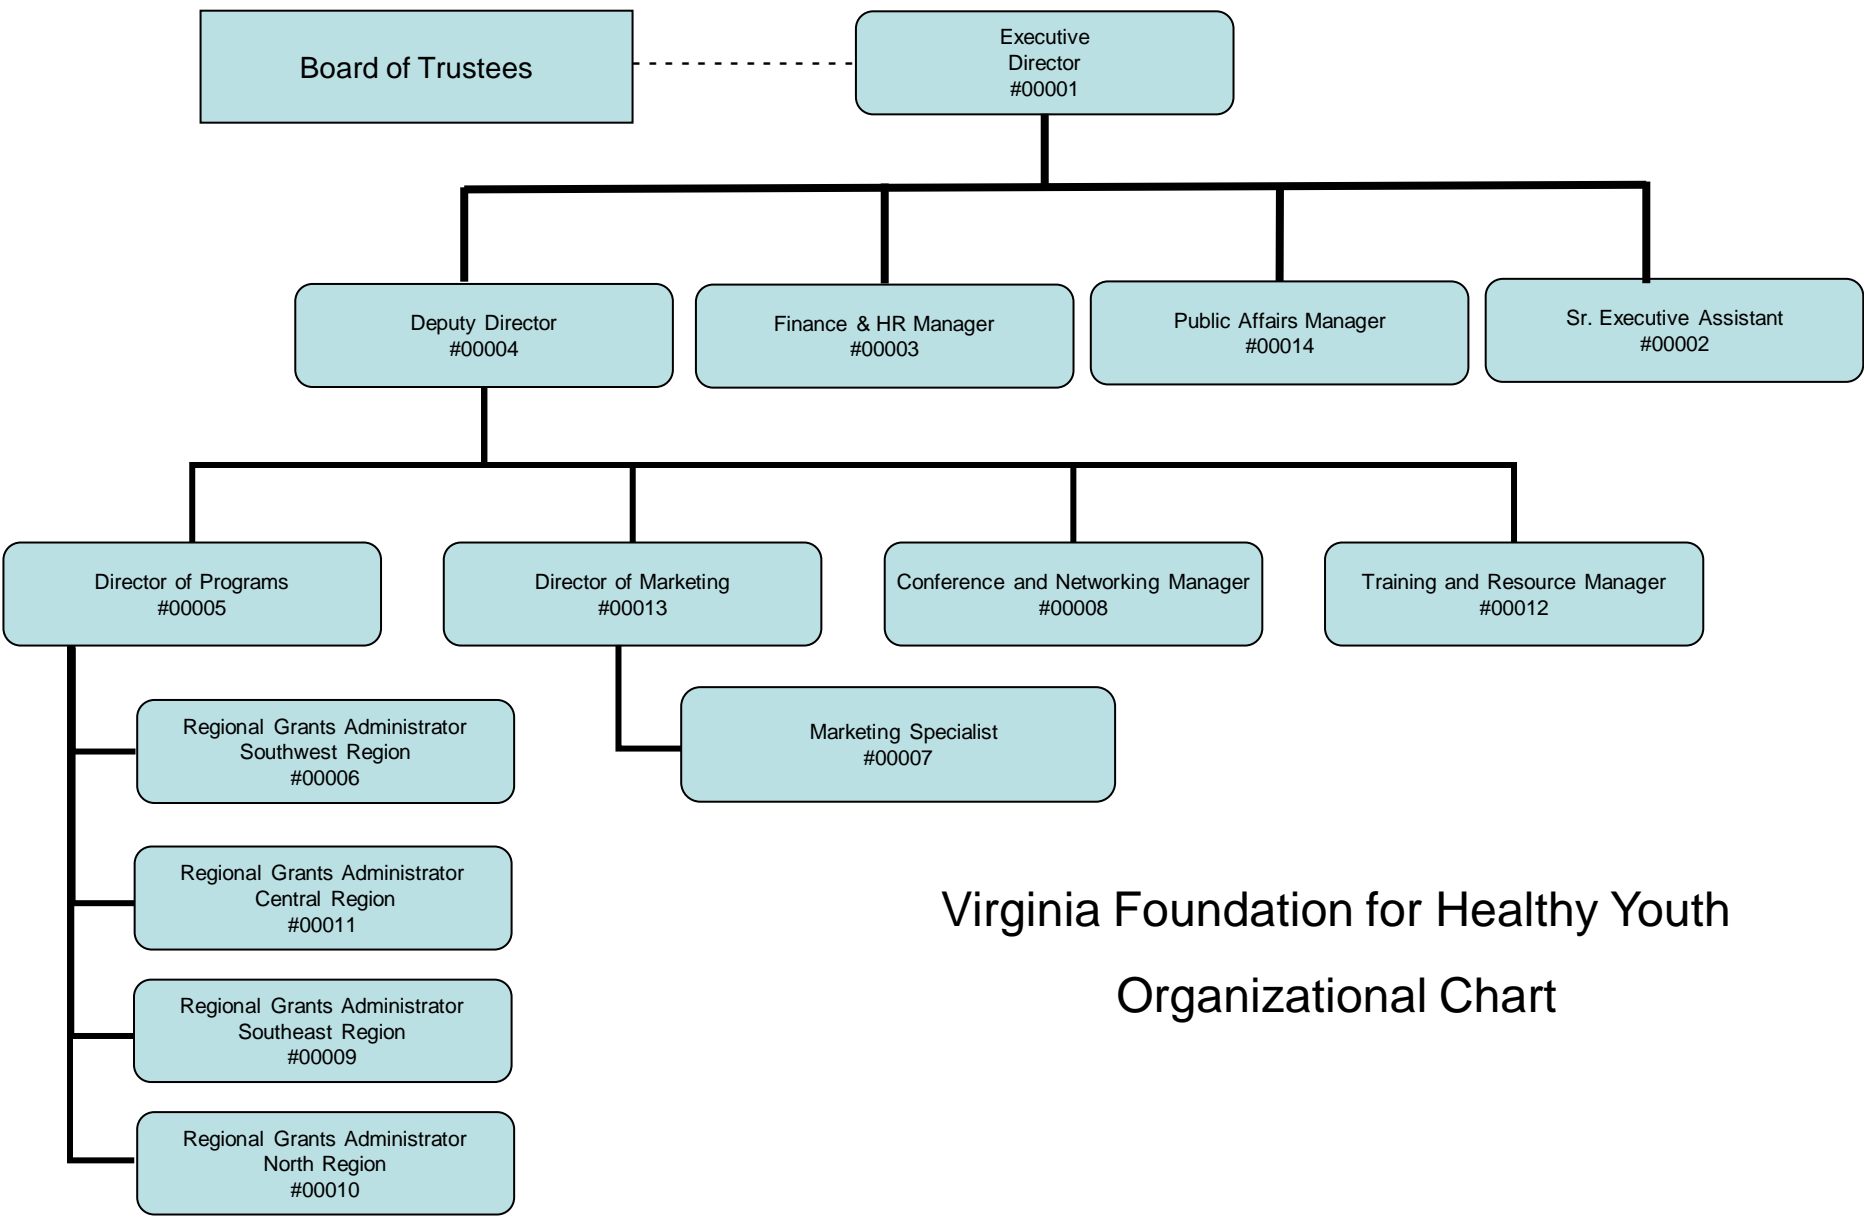 Board of Trustees
Executive
Director
#00001
Deputy Director
#00004
Finance & HR Manager
#00003
Public Affairs Manager
#00014
Sr. Executive Assistant
#00002
Director of Programs
#00005
Director of Marketing
#00013
Conference and Networking Manager
#00008
Training and Resource Manager
#00012
Regional Grants Administrator
Southwest Region
#00006
Marketing Specialist
#00007
Regional Grants Administrator
Central Region
#00011
Regional Grants Administrator
Southeast Region
#00009
Regional Grants Administrator
North Region
#00010
Virginia Foundation for Healthy Youth
Organizational Chart